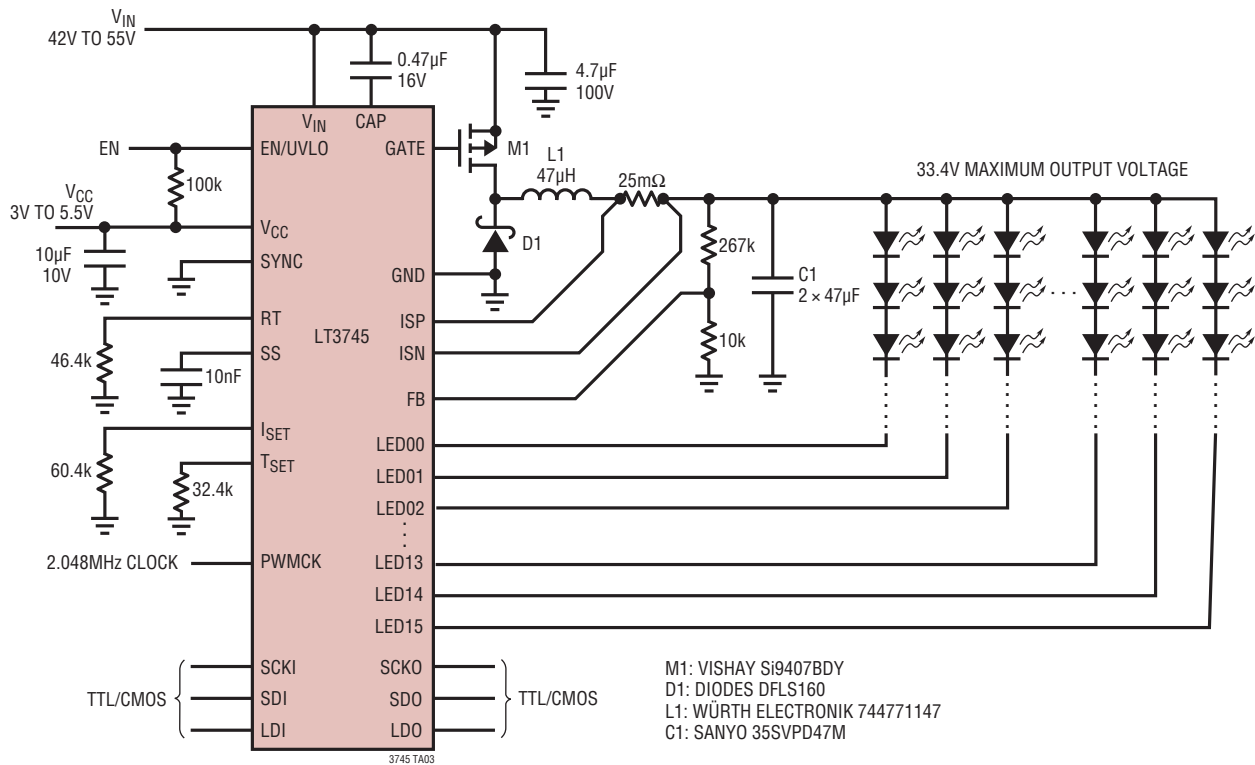 VIN
42V TO 55V
0.47µF
16V
4.7µF
100V
VIN
CAP
EN
EN/UVLO
GATE
M1
L1
47µH
25mΩ
33.4V MAXIMUM OUTPUT VOLTAGE
100k
VCC
3V TO 5.5V
VCC
10µF
10V
SYNC
D1
267k
C1
2 × 47µF
GND
RT
ISP
LT3745
46.4k
SS
ISN
10k
10nF
FB
ISET
LED00
60.4k
TSET
LED01
32.4k
LED02
2.048MHz CLOCK
PWMCK
LED13
LED14
LED15
SCKI
SCKO
TTL/CMOS
SDI
SDO
TTL/CMOS
LDI
LDO
M1: VISHAY Si9407BDY
D1: DIODES DFLS160
L1: WÜRTH ELECTRONIK 744771147
C1: SANYO 35SVPD47M
3745 TA03